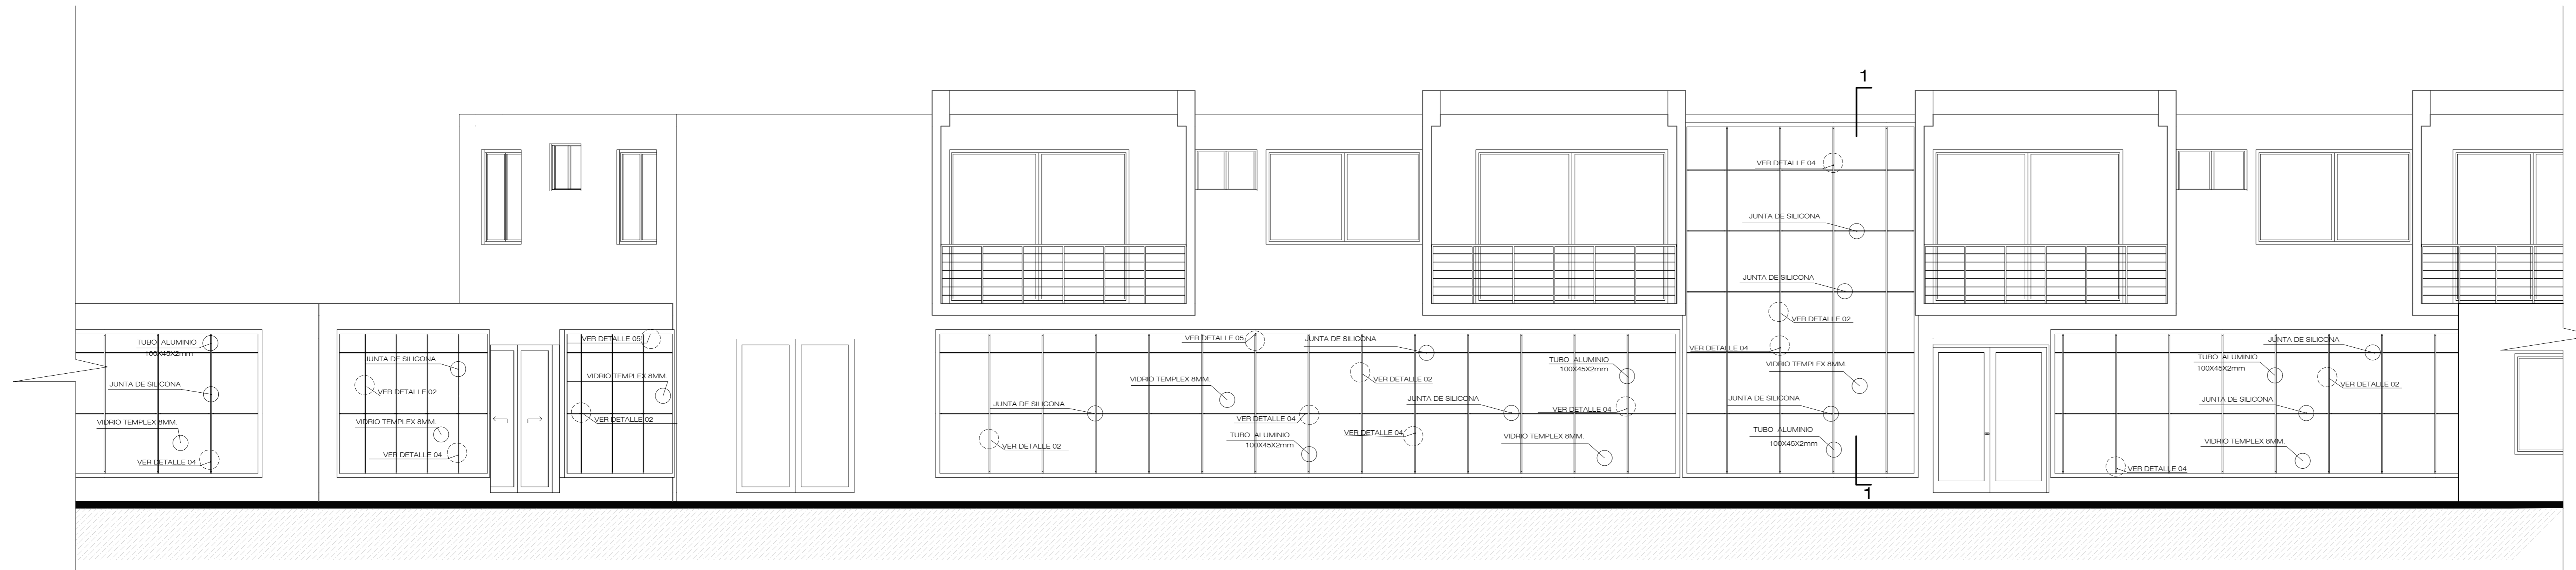 1
VER DETALLE 04
JUNTA DE SILICONA
JUNTA DE SILICONA
VER DETALLE 02
VER DETALLE 04
VIDRIO TEMPLEX 8MM.
JUNTA DE SILICONA
TUBO ALUMINIO
100X45X2mm
1
TUBO ALUMINIO
100X45X2mm
JUNTA DE SILICONA
VIDRIO TEMPLEX 8MM.
VER DETALLE 04
JUNTA DE SILICONA
VER DETALLE 02
VIDRIO TEMPLEX 8MM.
VER DETALLE 04
VER DETALLE 05
VIDRIO TEMPLEX 8MM.
VER DETALLE 02
JUNTA DE SILICONA
VER DETALLE 02
VIDRIO TEMPLEX 8MM.
VER DETALLE 05
VER DETALLE 04
TUBO ALUMINIO
100X45X2mm
JUNTA DE SILICONA
VER DETALLE 02
JUNTA DE SILICONA
VER DETALLE 04
TUBO ALUMINIO
100X45X2mm
VER DETALLE 04
VIDRIO TEMPLEX 8MM.
JUNTA DE SILICONA
TUBO ALUMINIO
100X45X2mm
VER DETALLE 02
JUNTA DE SILICONA
VIDRIO TEMPLEX 8MM.
VER DETALLE 04